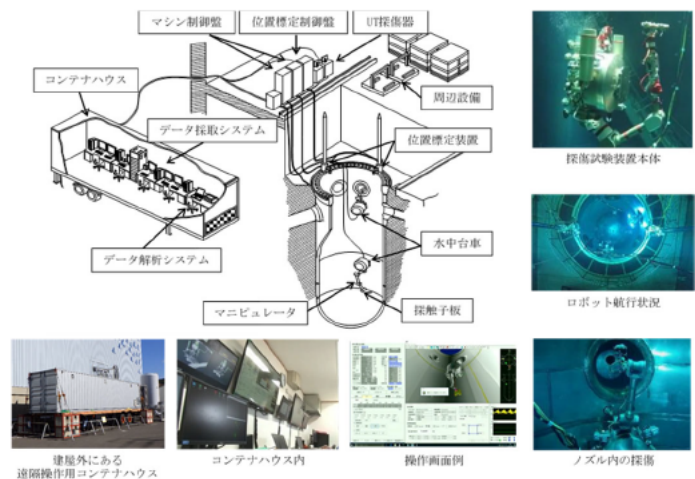 マシン制御盤
位置標定制御盤
UT探傷器
コンテナハウス
周辺設備
データ採取システム
位置標定装置
探傷試験装置本体
データ解析システム
水中台車
マニピュレータ
探触子板
ロボット航行状況
建屋外にある
遠隔操作用コンテナハウス
コンテナハウス内
操作画面例
ノズル内の探傷